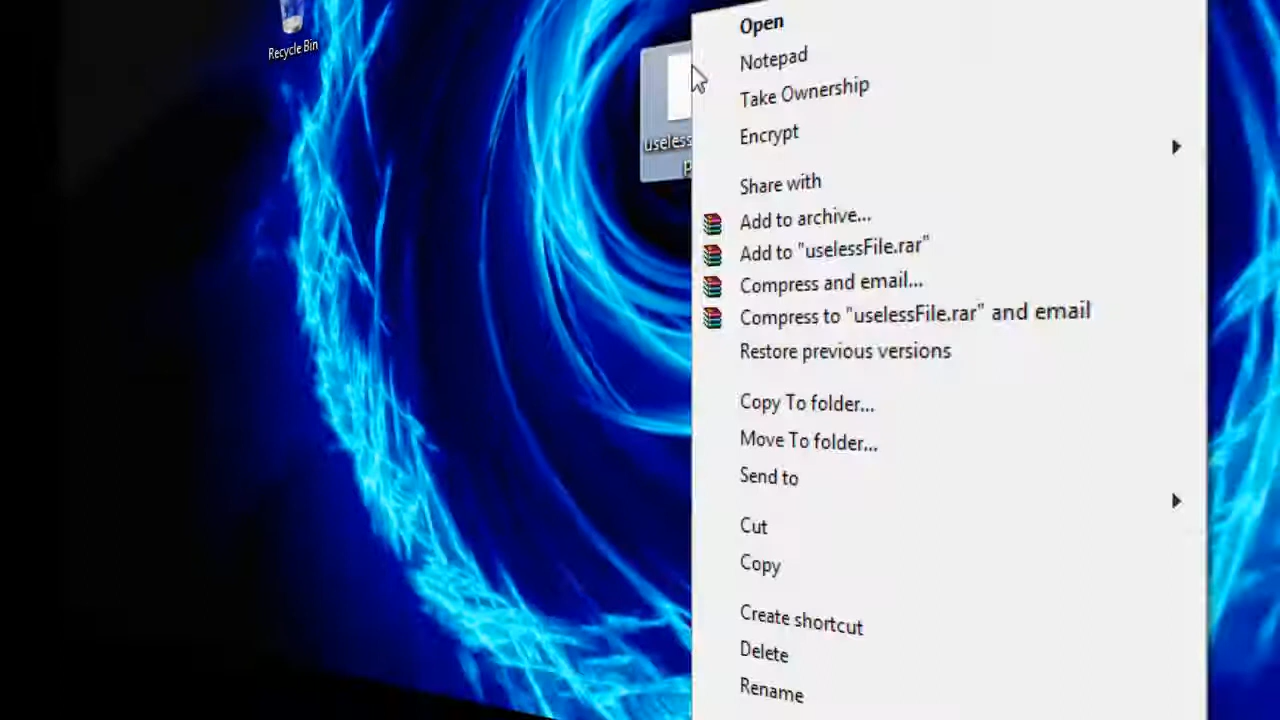 Recycle Bin
Open
Notepad
Take Ownership
Encrypt
Share with
Add to archive...
Add to "uselessFile.rar"
Compress and email...
Compress to "uselessFile.rar" and email
Restore previous versions
Copy To folder...
Move To folder...
Send to
Cut
Copy
Create shortcut
Delete
Rename